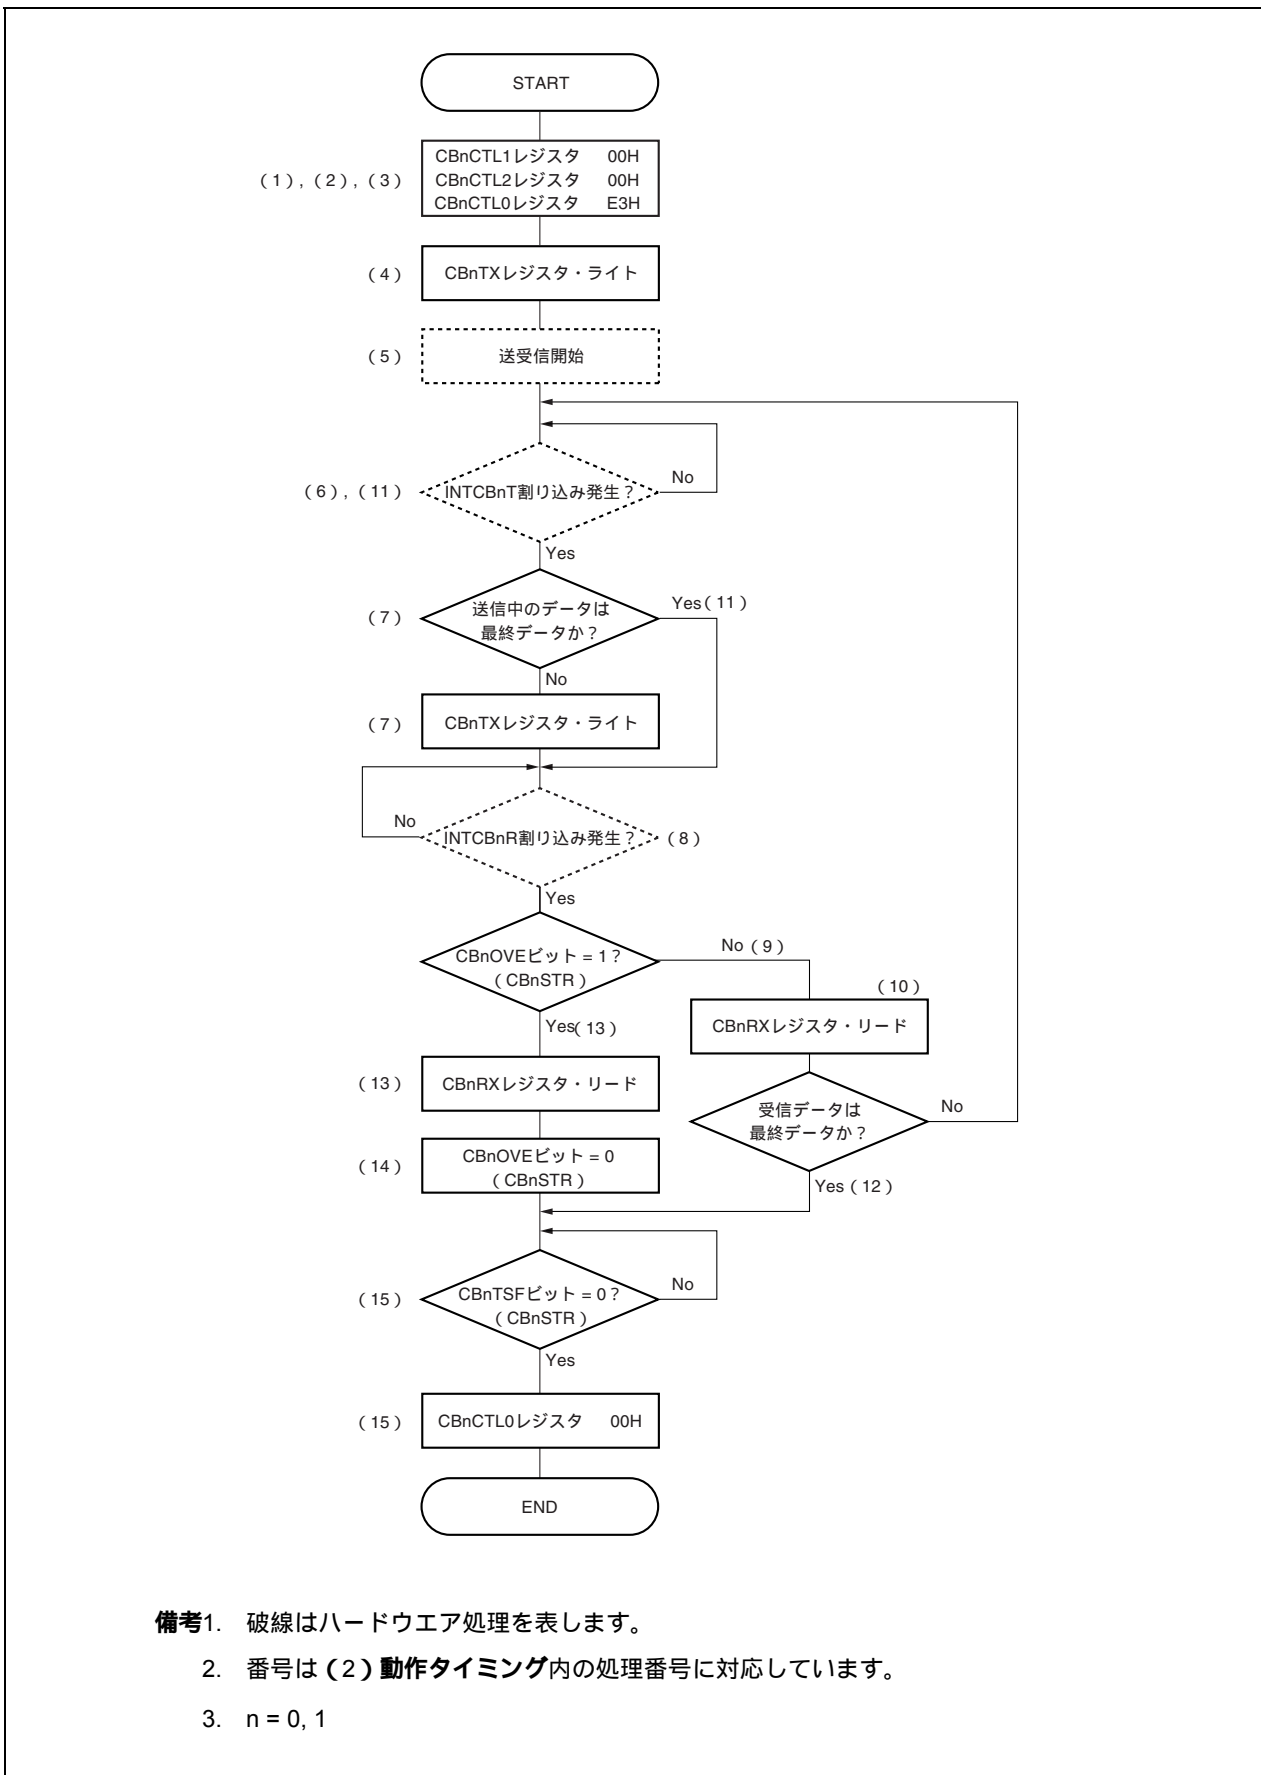 START
(1), (2), (3)
CBnCTL1レジスタ 00H
CBnCTL2レジスタ 00H
CBnCTL0レジスタ E3H
(4)
CBnTXレジスタ・ライト
(5)
送受信開始
(6), (11)
INTCBnT割り込み発生?
No
Yes
(7)
送信中のデータは
最終データか?
Yes(11)
No
(7)
CBnTXレジスタ・ライト
No
INTCBnR割り込み発生?
(8)
Yes
CBnOVEビット = 1?
(CBnSTR)
No (9)
(10)
CBnRXレジスタ・リード
Yes(13)
(13)
CBnRXレジスタ・リード
受信データは
最終データか?
No
(14)
CBnOVEビット = 0
(CBnSTR)
Yes (12)
(15)
CBnTSFビット = 0?
(CBnSTR)
No
Yes
(15)
CBnCTL0レジスタ 00H
END
備考1. 破線はハードウエア処理を表します。
2. 番号は(2)動作タイミング内の処理番号に対応しています。
3. n = 0, 1